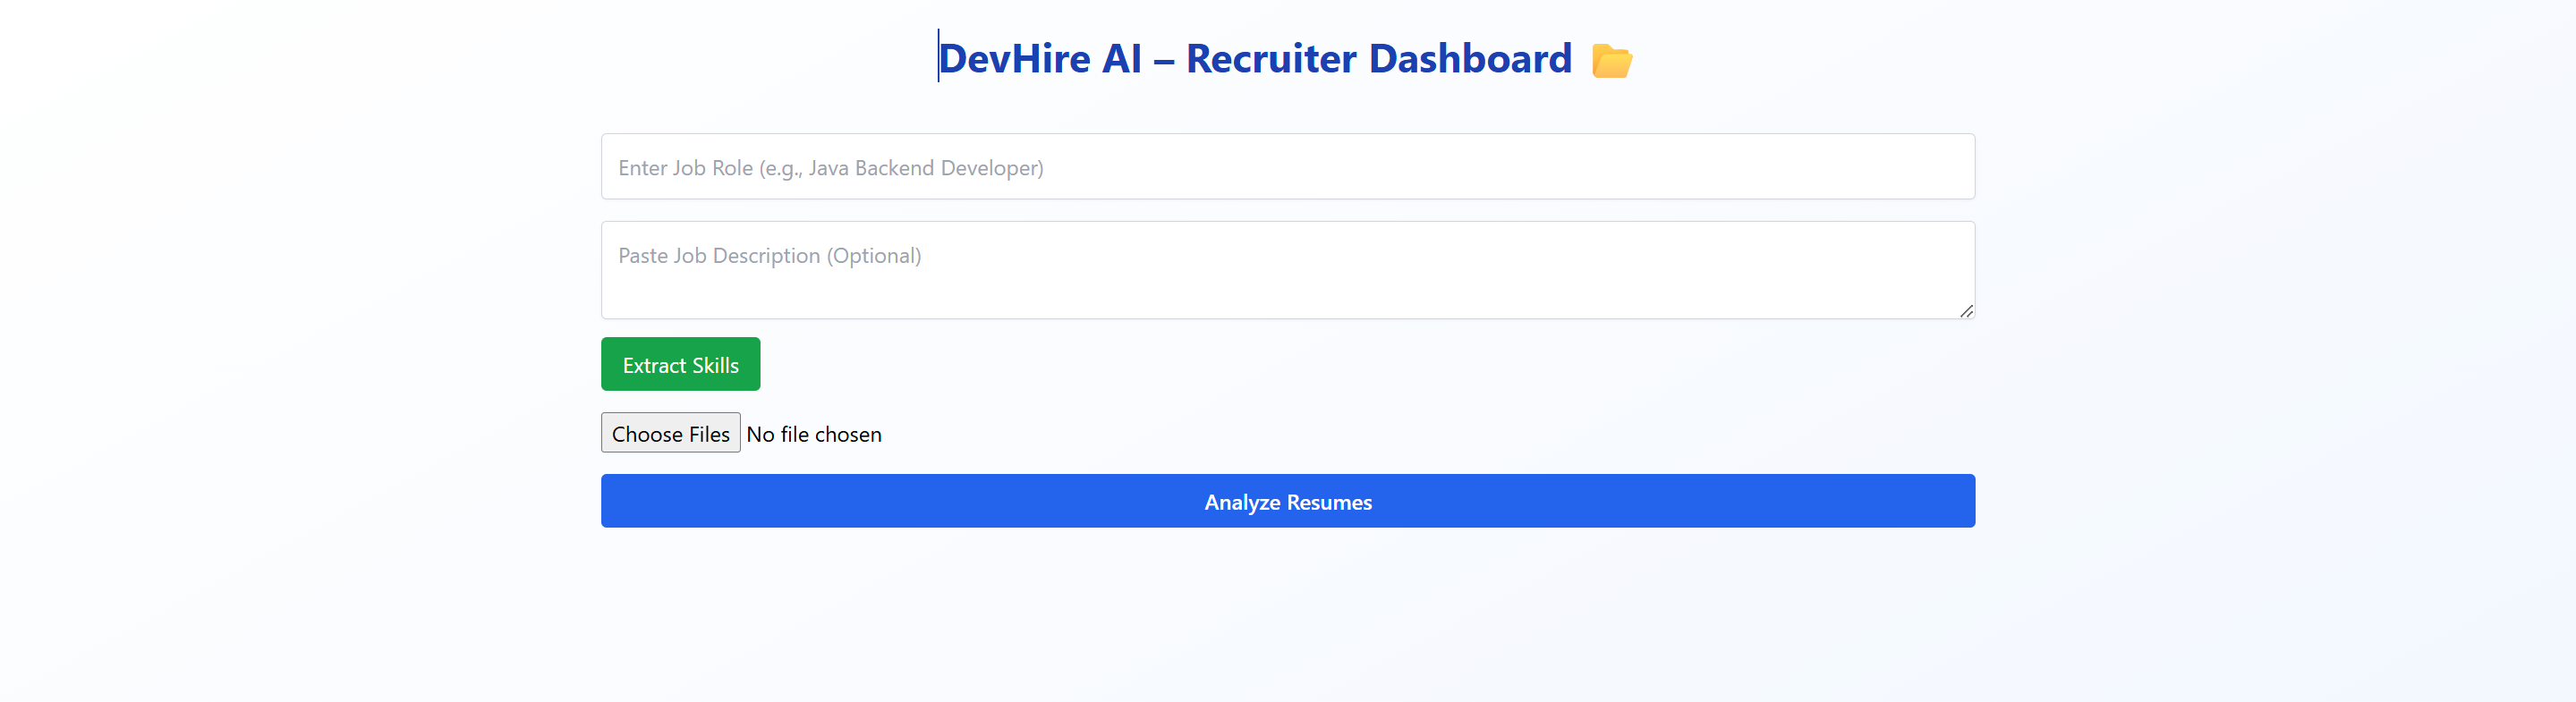 DevHire AI – Recruiter Dashboard 📂
Enter Job Role (e.g., Java Backend Developer)
Paste Job Description (Optional)
Extract Skills
Choose Files No file chosen
Analyze Resumes